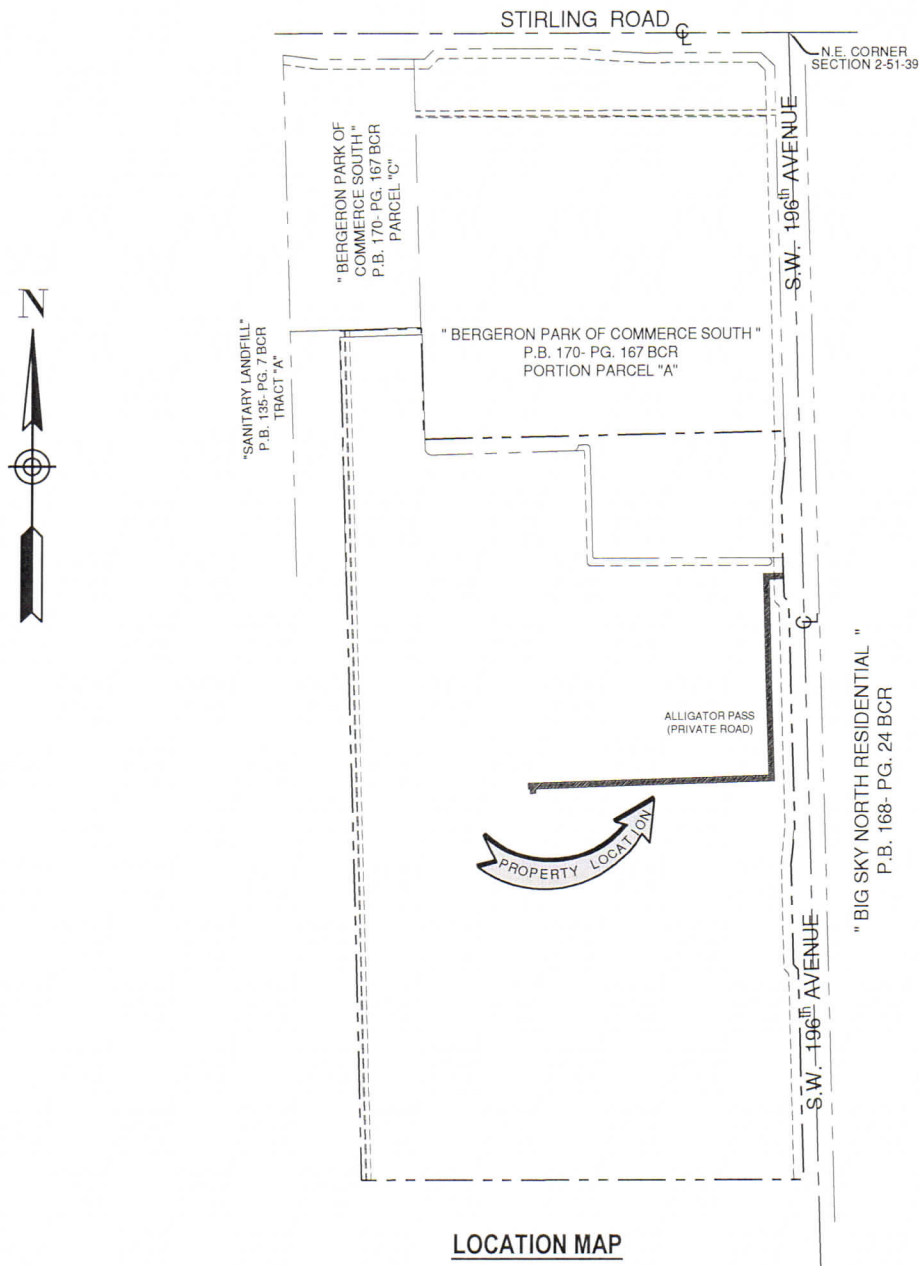 STIRLING ROAD
℄
N.E. CORNER
SECTION 2-51-39
S.W. 196th AVENUE
" BERGERON PARK OF
COMMERCE SOUTH "
P.B. 170- PG. 167 BCR
PARCEL "C"
N
"SANITARY LANDFILL"
P.B. 135- PG. 7 BCR
TRACT "A"
" BERGERON PARK OF COMMERCE SOUTH "
P.B. 170- PG. 167 BCR
PORTION PARCEL "A"
℄
" BIG SKY NORTH RESIDENTIAL "
P.B. 168- PG. 24 BCR
ALLIGATOR PASS
(PRIVATE ROAD)
PROPERTY LOCATION
S.W. 196th AVENUE
LOCATION MAP